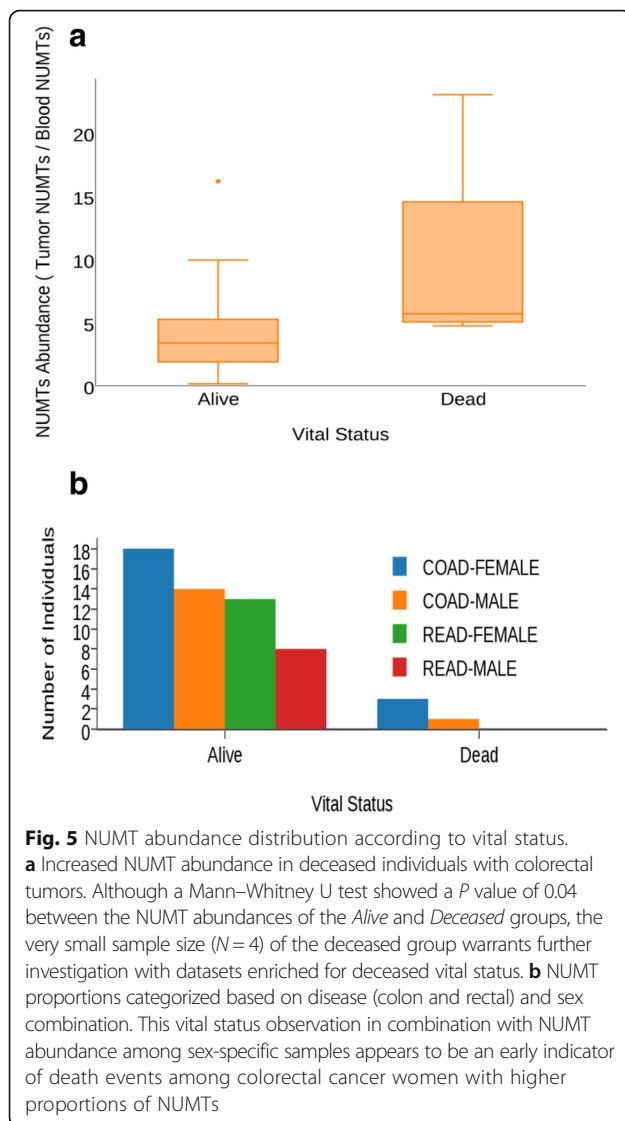 a
NUMTs Abundance ( Tumor NUMTs / Blood NUMTs)
20
15
10
5
0
Alive
Dead
Vital Status
b
Number of Individuals
18
16
14
12
10
8
6
4
2
0
COAD-FEMALE
COAD-MALE
READ-FEMALE
READ-MALE
Alive
Dead
Vital Status
Fig. 5 NUMT abundance distribution according to vital status.
a Increased NUMT abundance in deceased individuals with colorectal
tumors. Although a Mann–Whitney U test showed a P value of 0.04
between the NUMT abundances of the Alive and Deceased groups, the
very small sample size (N = 4) of the deceased group warrants further
investigation with datasets enriched for deceased vital status. b NUMT
proportions categorized based on disease (colon and rectal) and sex
combination. This vital status observation in combination with NUMT
abundance among sex-specific samples appears to be an early indicator
of death events among colorectal cancer women with higher
proportions of NUMTs